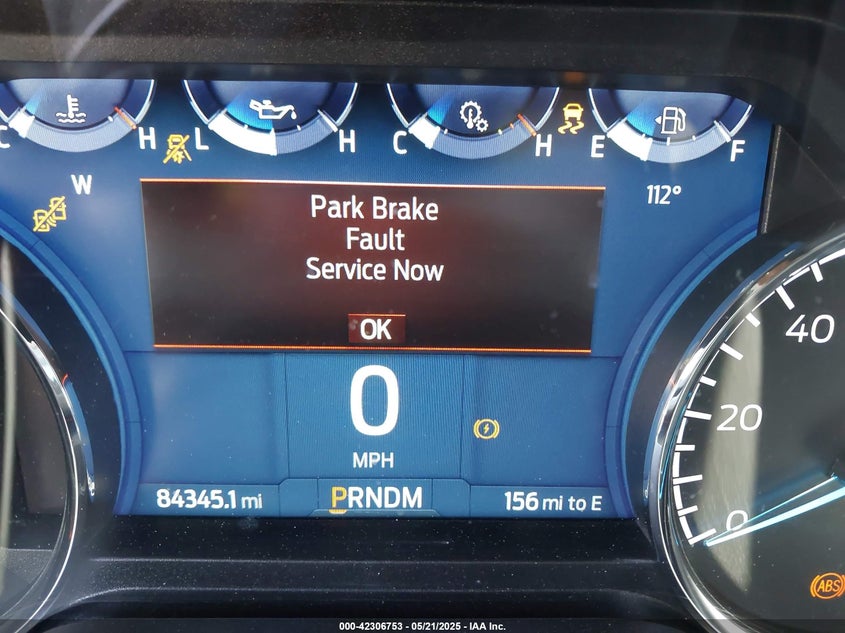 C H L H C H E F
W 112°
Park Brake
Fault
Service Now
OK
0
MPH
84345.1 mi PRNDM 156 mi to E
40
20
0
ABS
000-42306753 - 05/21/2025 - IAA Inc.